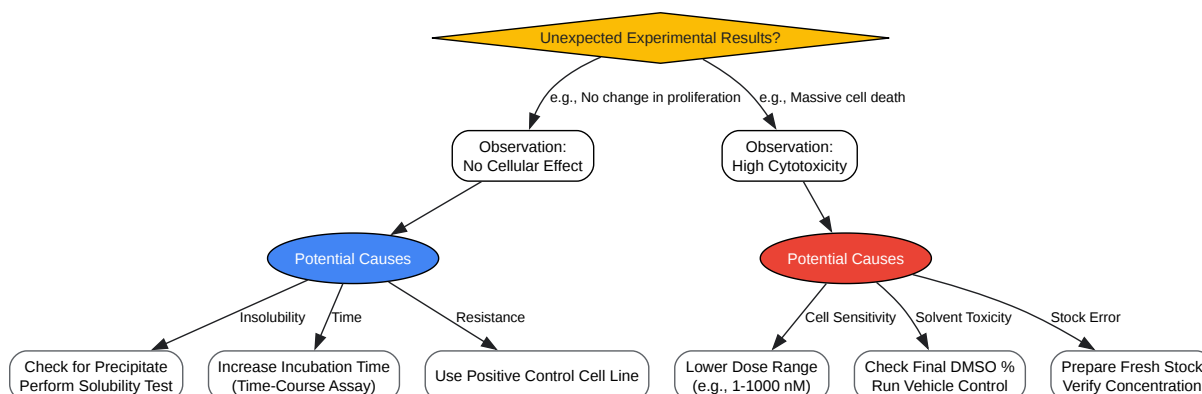 Unexpected Experimental Results?
e.g., No change in proliferation
e.g., Massive cell death
Observation:
No Cellular Effect
Observation:
High Cytotoxicity
Potential Causes
Potential Causes
Insolubility
Time
Resistance
Cell Sensitivity
Solvent Toxicity
Stock Error
Check for Precipitate
Perform Solubility Test
Increase Incubation Time
(Time-Course Assay)
Use Positive Control Cell Line
Lower Dose Range
(e.g., 1-1000 nM)
Check Final DMSO %
Run Vehicle Control
Prepare Fresh Stock
Verify Concentration